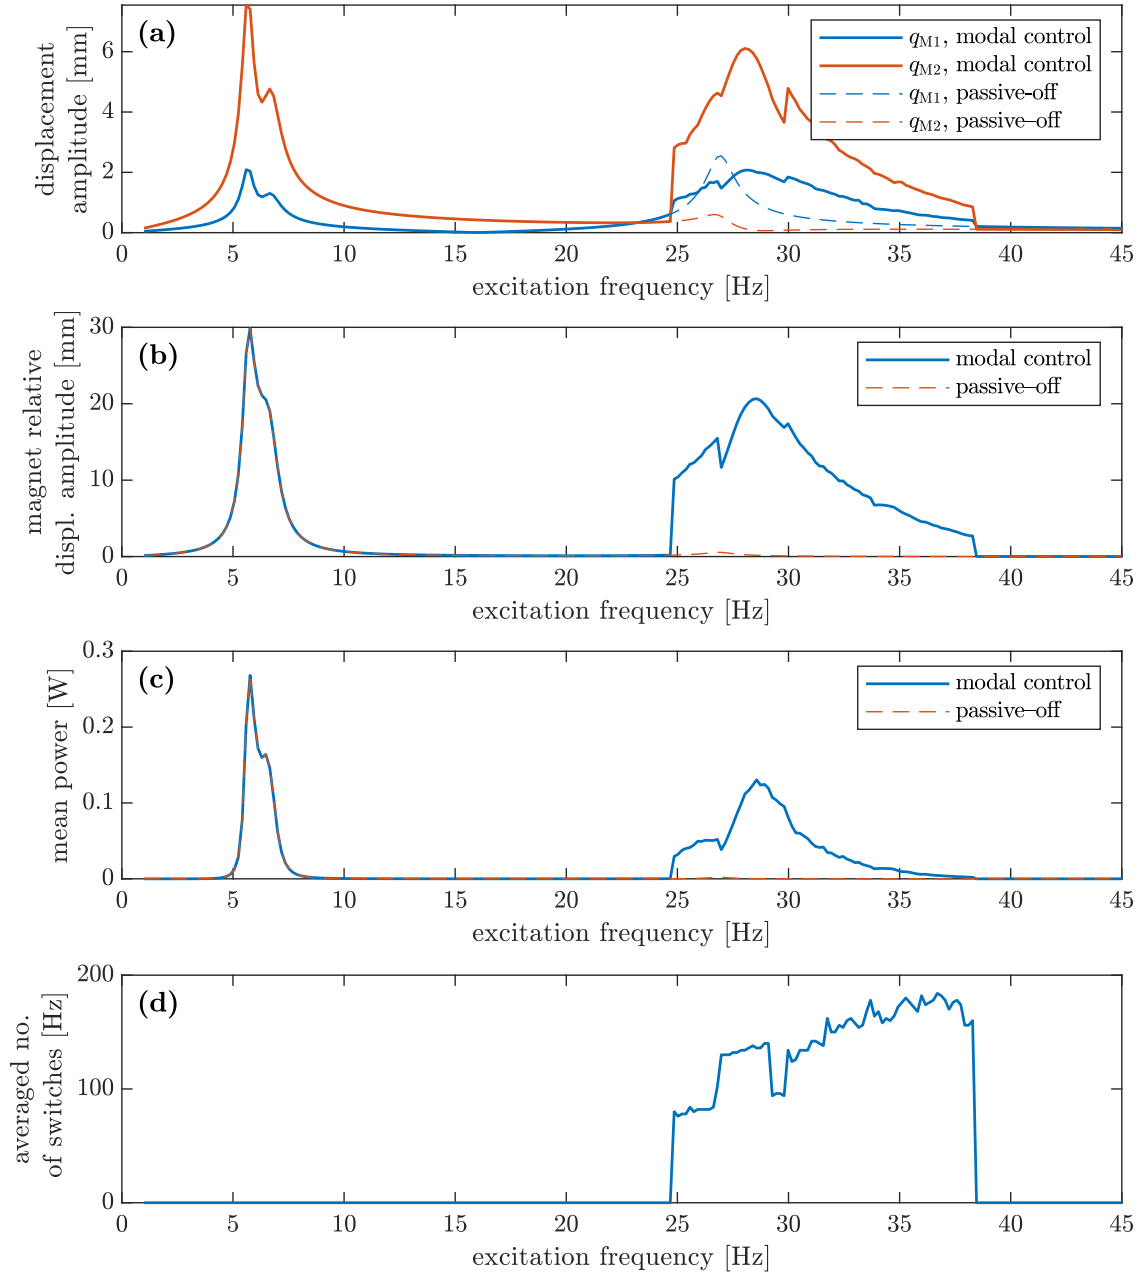 (a)
displacement
amplitude [mm]
6
4
2
0
qM1, modal control
qM2, modal control
qM1, passive-off
qM2, passive–off
0 5 10 15 20 25 30 35 40 45
excitation frequency [Hz]
(b)
magnet relative
displ. amplitude [mm]
30
20
10
0
modal control
passive–off
0 5 10 15 20 25 30 35 40 45
excitation frequency [Hz]
(c)
mean power [W]
0.3
0.2
0.1
0
modal control
passive–off
0 5 10 15 20 25 30 35 40 45
excitation frequency [Hz]
(d)
averaged no.
of switches [Hz]
200
100
0
0 5 10 15 20 25 30 35 40 45
excitation frequency [Hz]